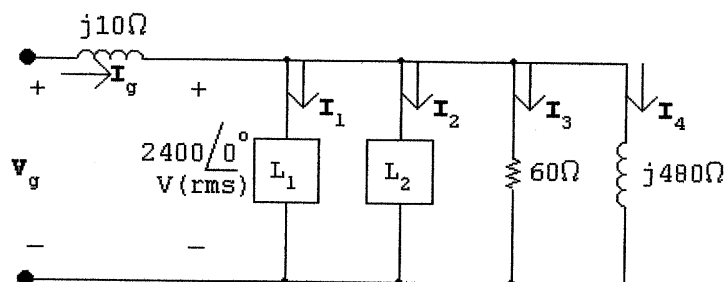 j10Ω
+ I_g +
I_1 I_2 I_3 I_4
2400/0°
V(rms)
V_g
L_1 L_2 60Ω j480Ω
− −